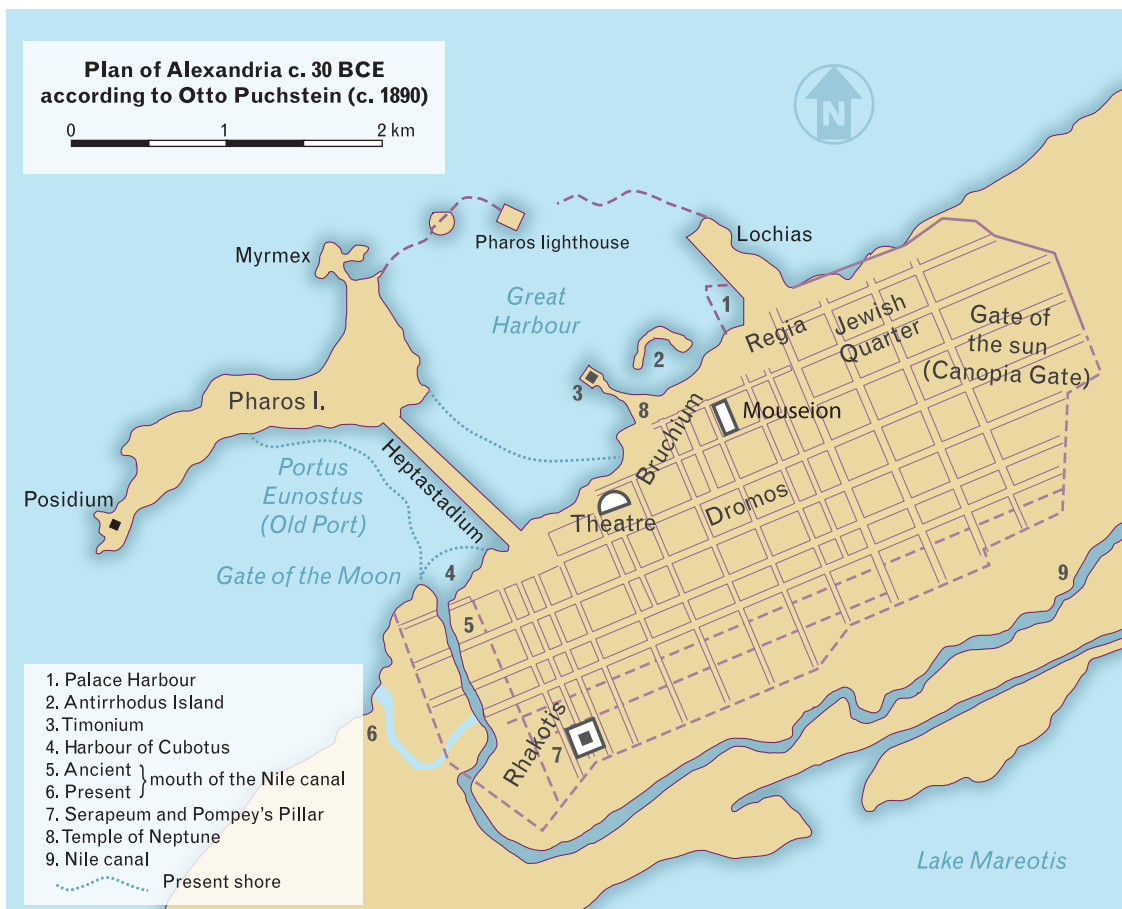 Plan of Alexandria c. 30 BCE
according to Otto Puchstein (c. 1890)
0 1 2 km
N
Pharos lighthouse
Lochias
Myrmex
Great
Harbour
1
Regia
Jewish
Quarter
Gate of
the sun
(Canopia Gate)
2
3
8
Pharos I.
Bruchium
Mouseion
Heptastadium
Portus
Eunostus
(Old Port)
Posidium
Theatre
Dromos
Gate of the Moon
4
9
5
6
Rhakotis
7
1. Palace Harbour
2. Antirrhodus Island
3. Timonium
4. Harbour of Cubotus
5. Ancient
6. Present
} mouth of the Nile canal
7. Serapeum and Pompey's Pillar
8. Temple of Neptune
9. Nile canal
Present shore
Lake Mareotis